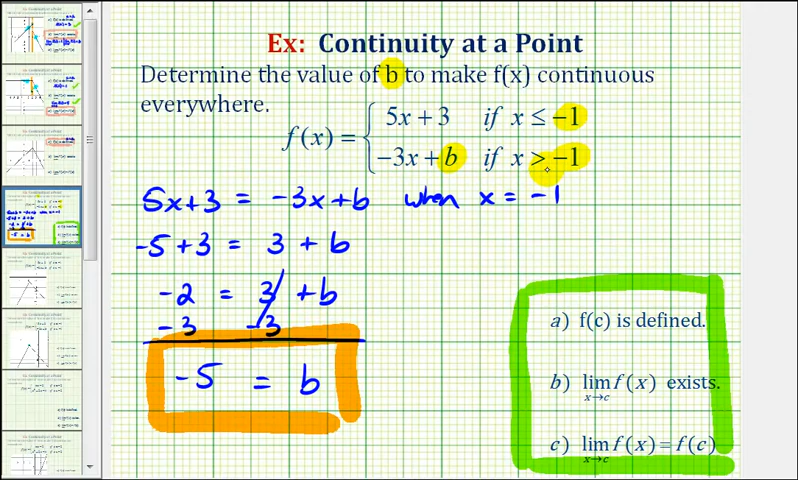 Ex: Continuity at a Point
Determine the value of b to make f(x) continuous
everywhere.
f(x) = { 5x + 3 if x ≤ −1
−3x + b if x > −1
5x+3 = -3x+b when x = -1
-5 + 3 = 3 + b
-2 = 3 + b
-3 -3
-5 = b
a) f(c) is defined.
b) lim x→c f(x) exists.
c) lim x→c f(x) = f(c)